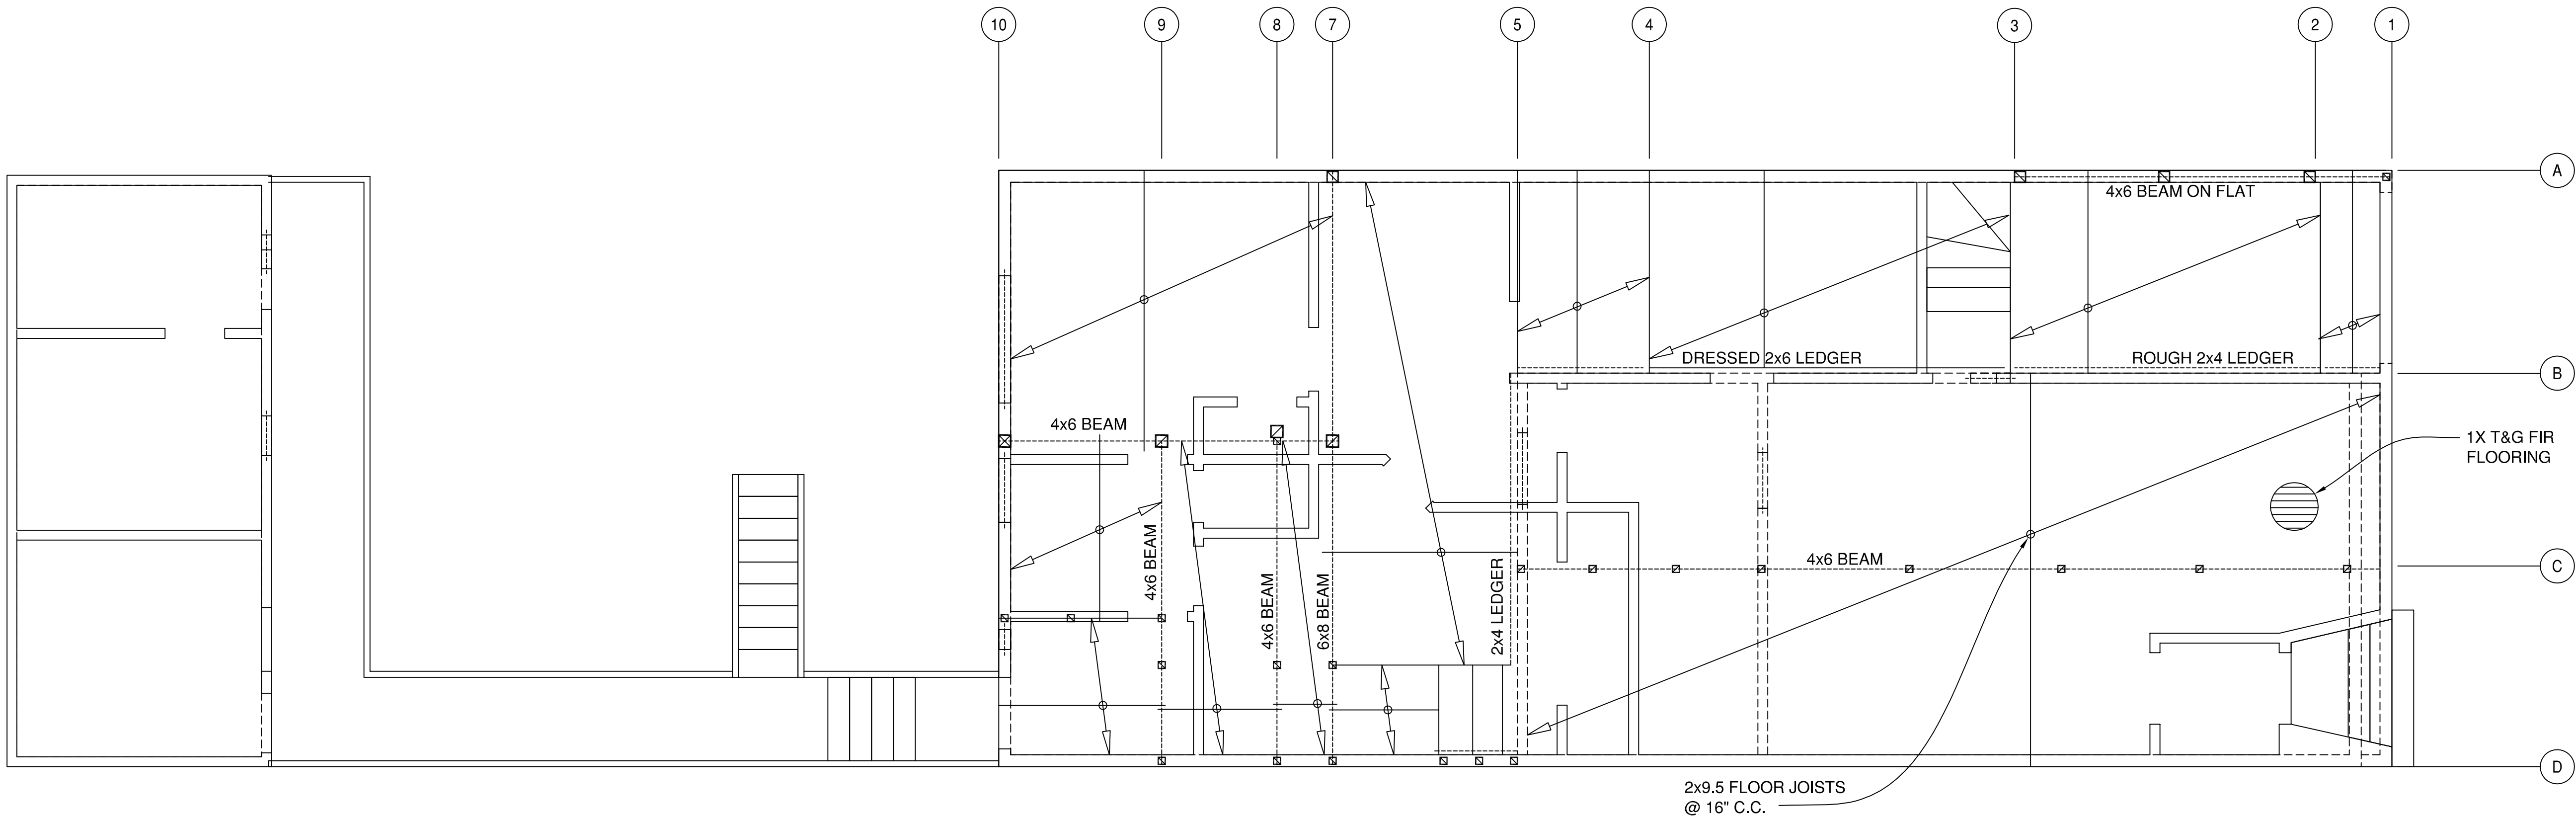 10
9
8
7
5
4
3
2
1
A
4x6 BEAM ON FLAT
DRESSED 2x6 LEDGER
ROUGH 2x4 LEDGER
B
4x6 BEAM
1X T&G FIR
FLOORING
4x6 BEAM
4x6 BEAM
6x8 BEAM
2x4 LEDGER
4x6 BEAM
C
D
2x9.5 FLOOR JOISTS
@ 16" C.C.